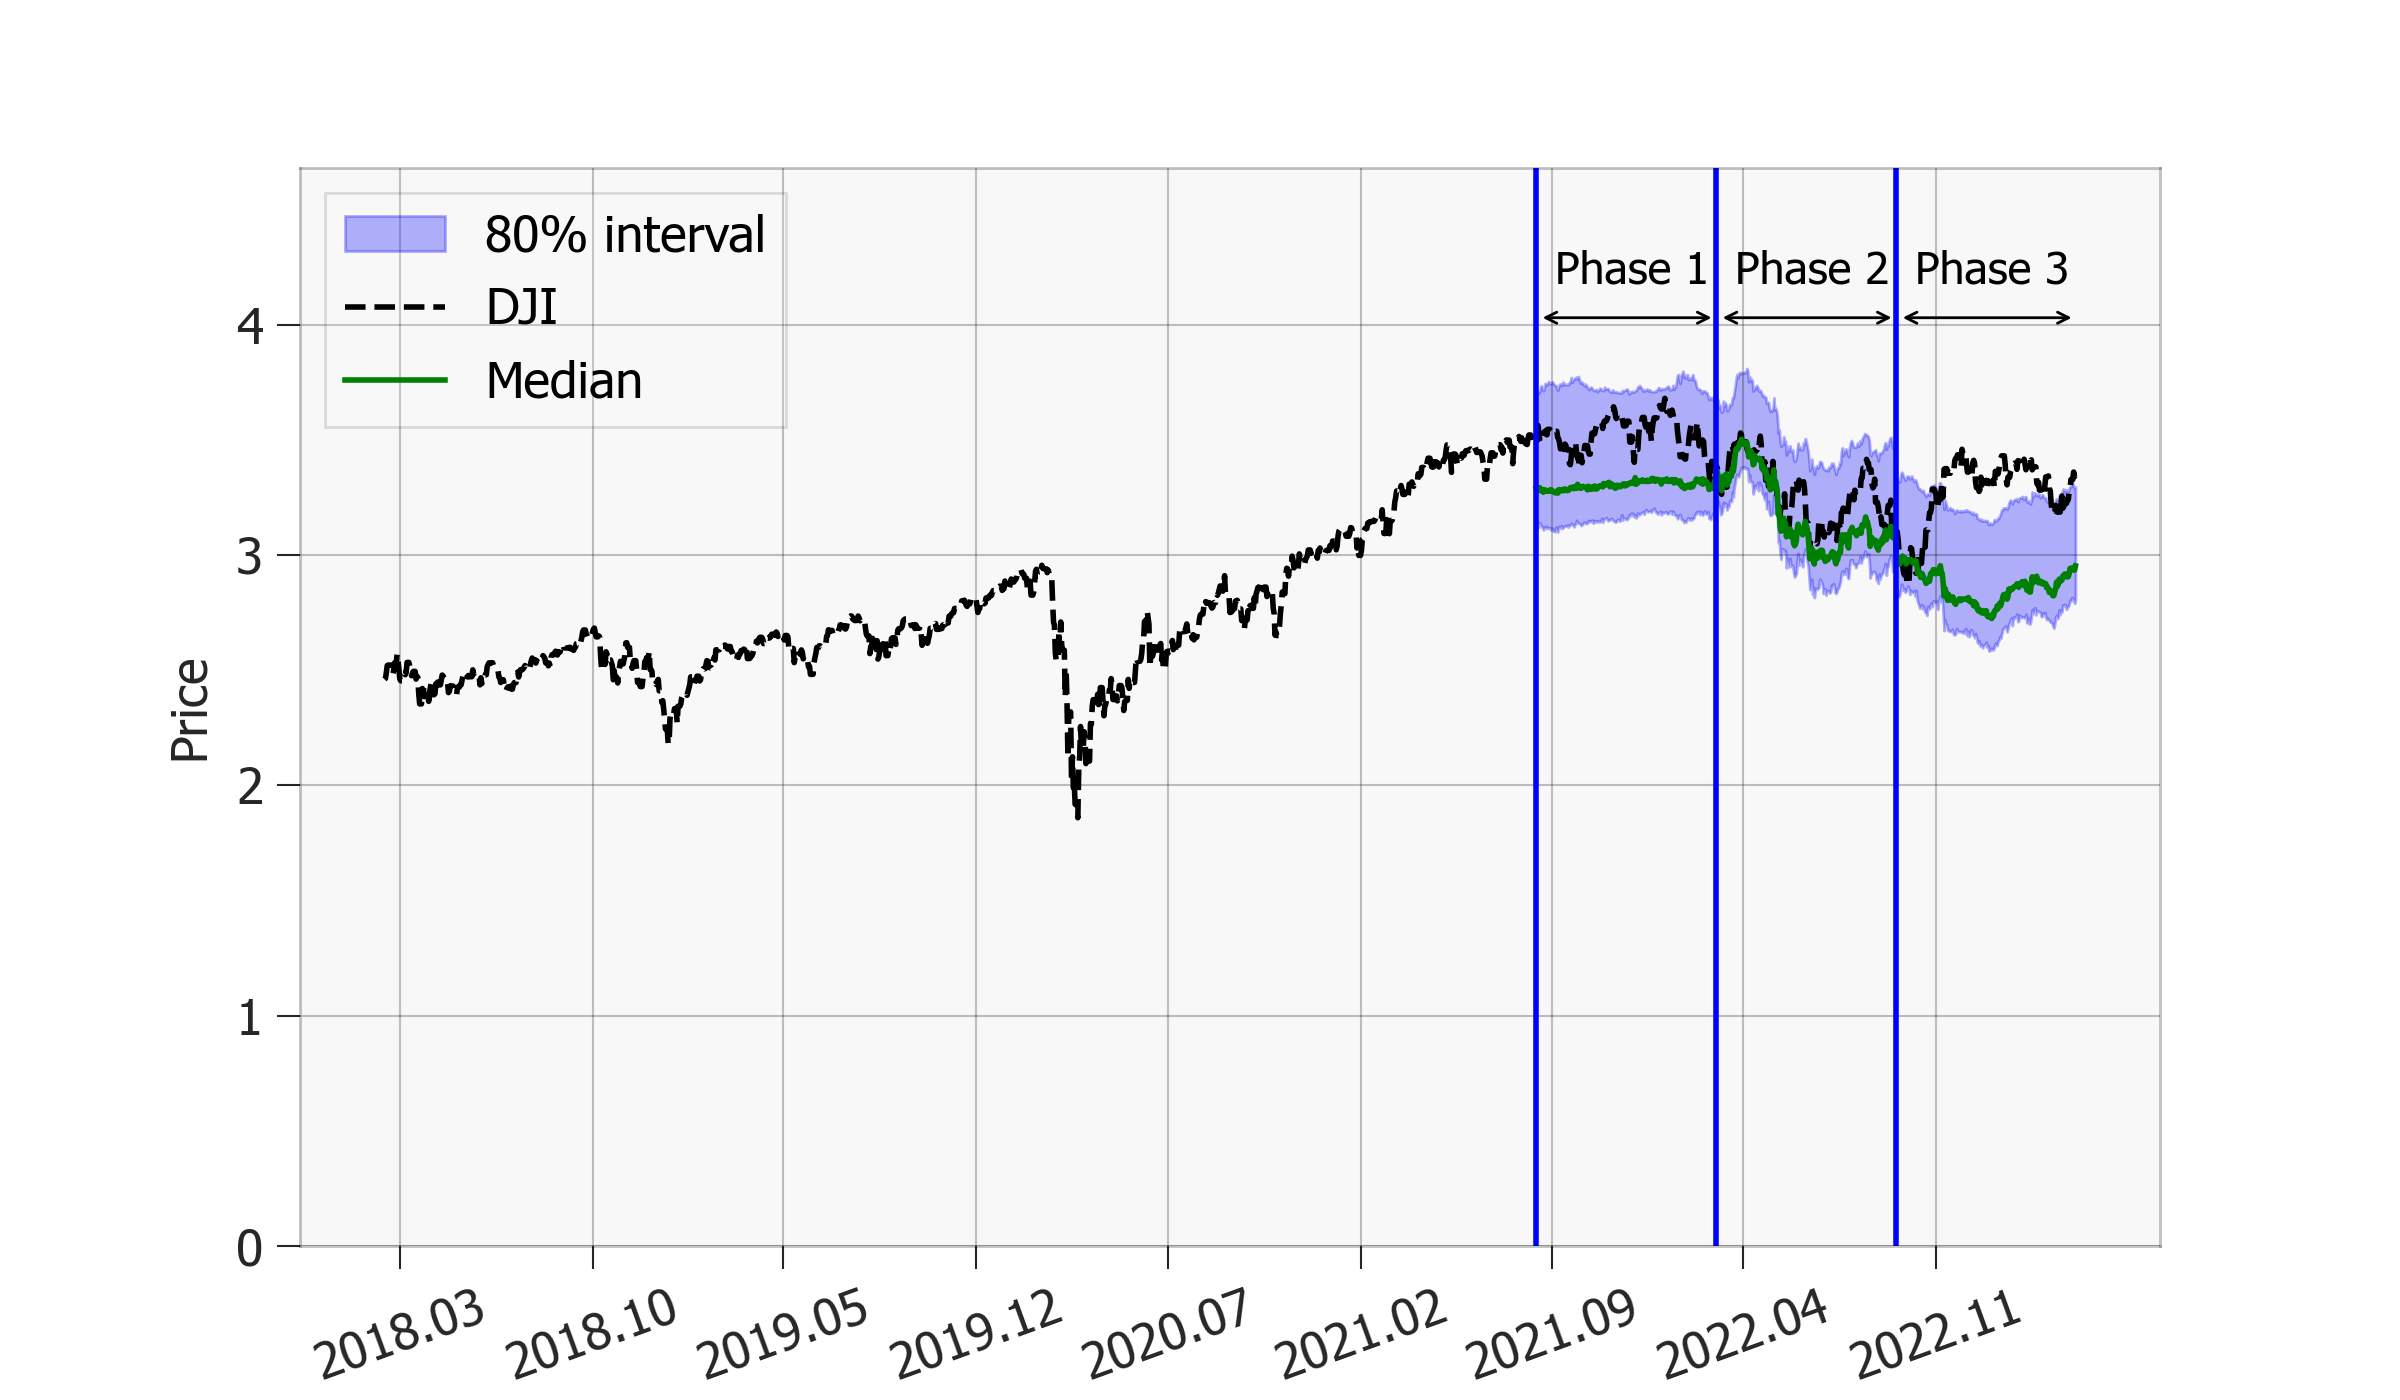 80% interval
DJI
Median
Phase 1
Phase 2
Phase 3
4
3
2
1
0
Price
2018.03
2018.10
2019.05
2019.12
2020.07
2021.02
2021.09
2022.04
2022.11